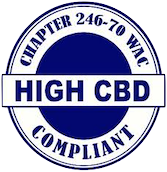 CHAPTER 246-70 WAC
HIGH CBD
COMPLIANT